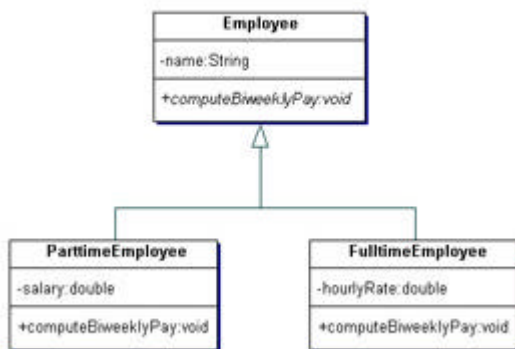 Employee
-name:String
+computeBiweeklyPay:void
ParttimeEmployee
-salary:double
+computeBiweeklyPay:void
FulltimeEmployee
-hourlyRate:double
+computeBiweeklyPay:void